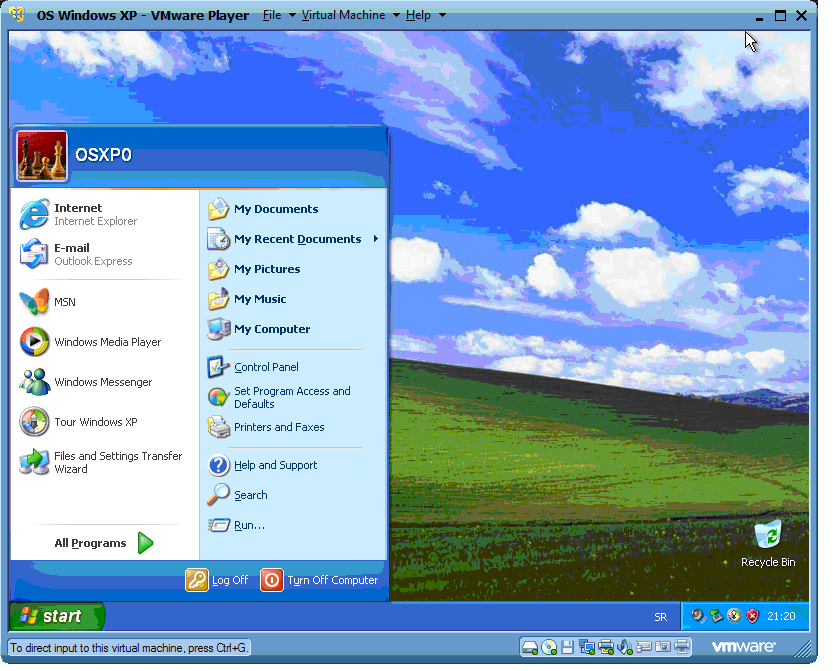 OS Windows XP - VMware Player File Virtual Machine Help
OSXP0
Internet
Internet Explorer
E-mail
Outlook Express
MSN
Windows Media Player
Windows Messenger
Tour Windows XP
Files and Settings Transfer
Wizard
All Programs
My Documents
My Recent Documents
My Pictures
My Music
My Computer
Control Panel
Set Program Access and
Defaults
Printers and Faxes
Help and Support
Search
Run...
Log Off Turn Off Computer
Recycle Bin
start SR 21:20
To direct input to this virtual machine, press Ctrl+G. vmware